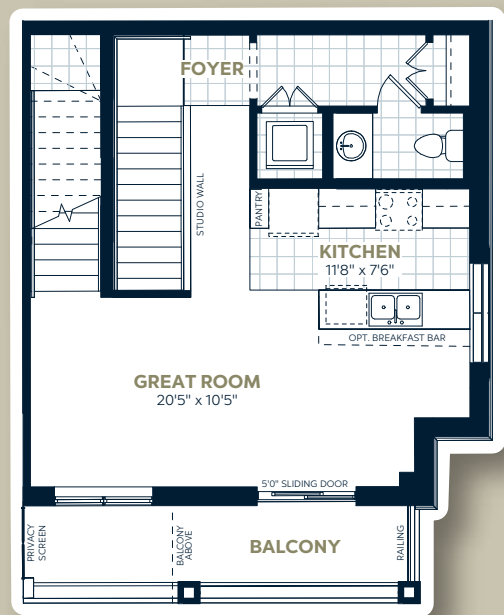 FOYER
STUDIO WALL
PANTRY
KITCHEN
11'8" x 7'6"
OPT. BREAKFAST BAR
GREAT ROOM
20'5" x 10'5"
5'0" SLIDING DOOR
PRIVACY
SCREEN
BALCONY
ABOVE
BALCONY
RAILING